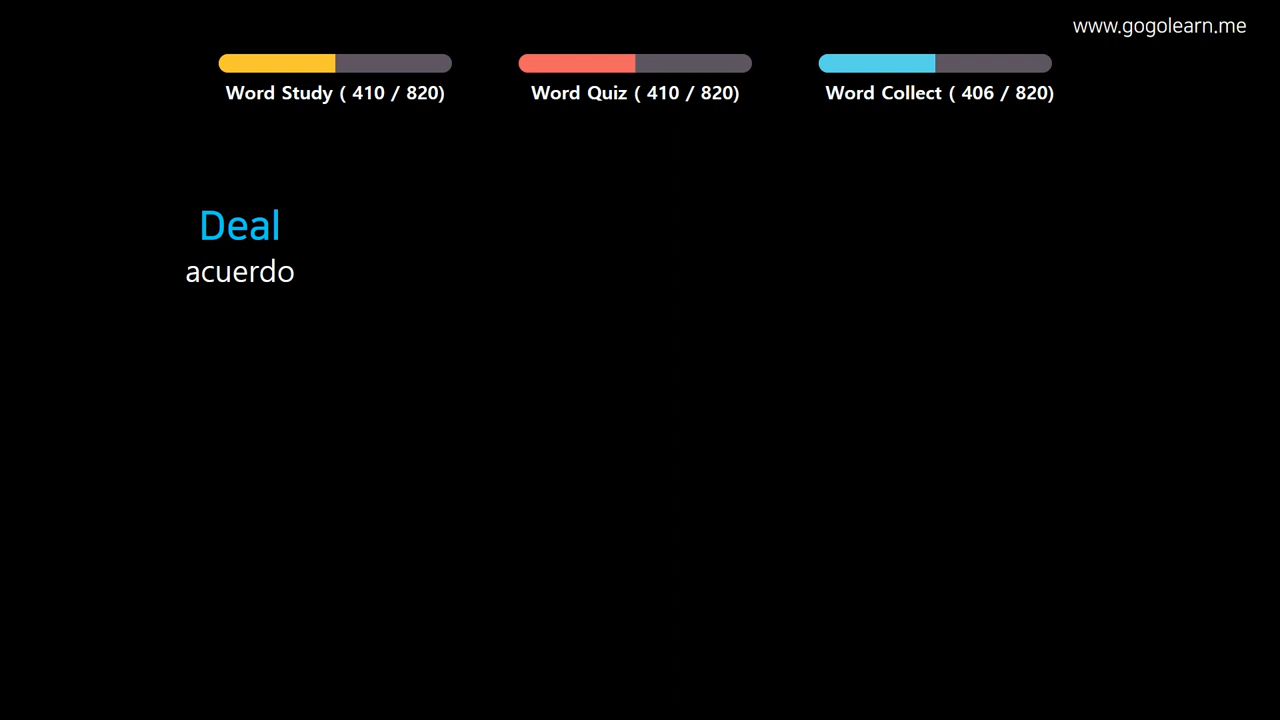 www.gogolearn.me
Word Study ( 410 / 820)
Word Quiz ( 410 / 820)
Word Collect ( 406 / 820)
Deal
acuerdo